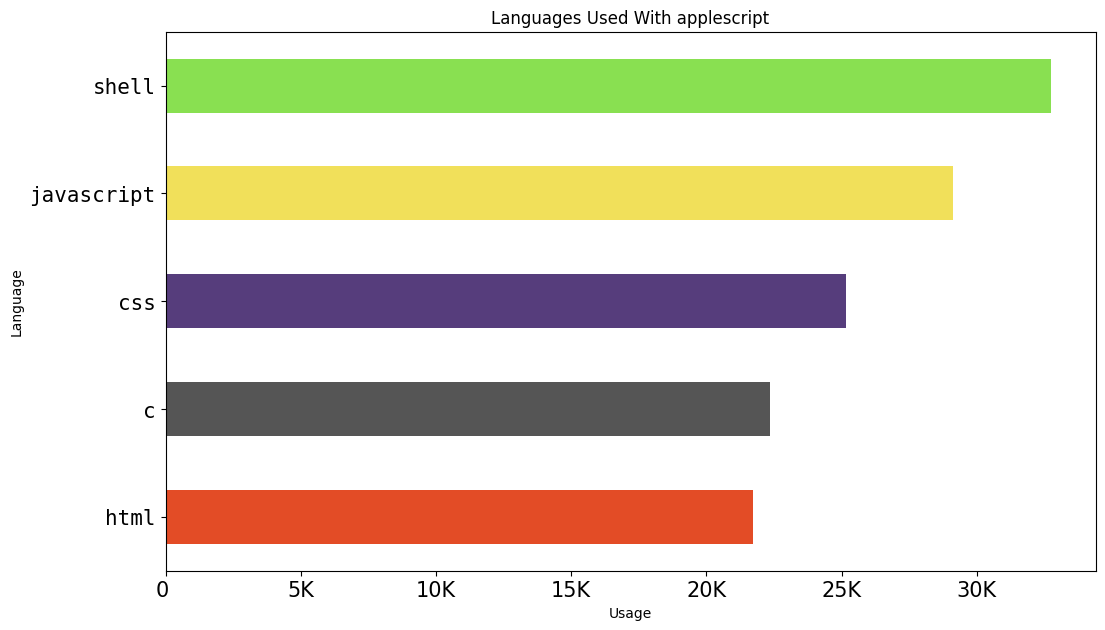 Languages Used With applescript
Language
shell
javascript
css
c
html
0 5K 10K 15K 20K 25K 30K
Usage